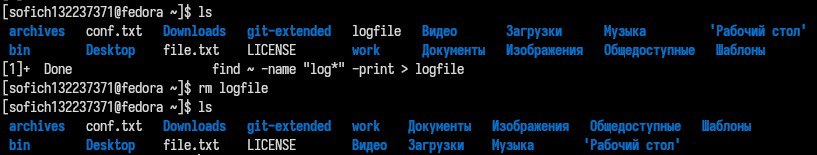 [sofich132237371@fedora ~]$ ls
archives conf.txt Downloads git-extended logfile Видео Загрузки Музыка 'Рабочий стол'
bin Desktop file.txt LICENSE work Документы Изображения Общедоступные Шаблоны
[1]+ Done find ~ -name "log*" -print > logfile
[sofich132237371@fedora ~]$ rm logfile
[sofich132237371@fedora ~]$ ls
archives conf.txt Downloads git-extended work Документы Изображения Общедоступные Шаблоны
bin Desktop file.txt LICENSE Видео Загрузки Музыка 'Рабочий стол'